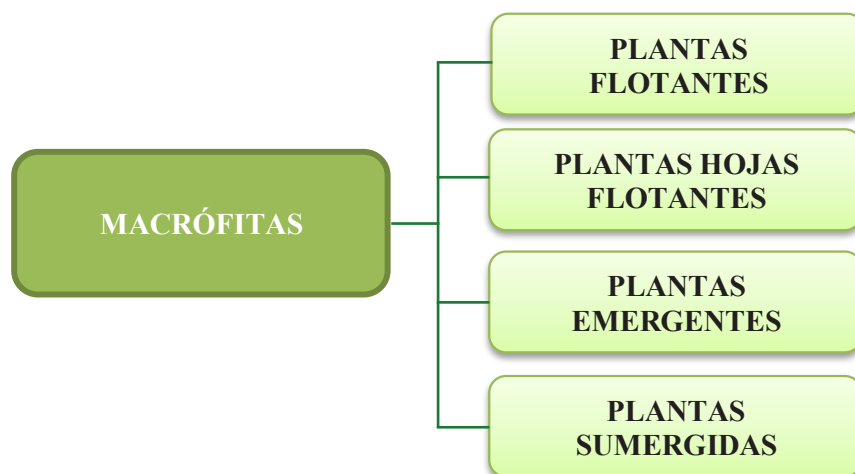 MACRÓFITAS
PLANTAS
FLOTANTES
PLANTAS HOJAS
FLOTANTES
PLANTAS
EMERGENTES
PLANTAS
SUMERGIDAS